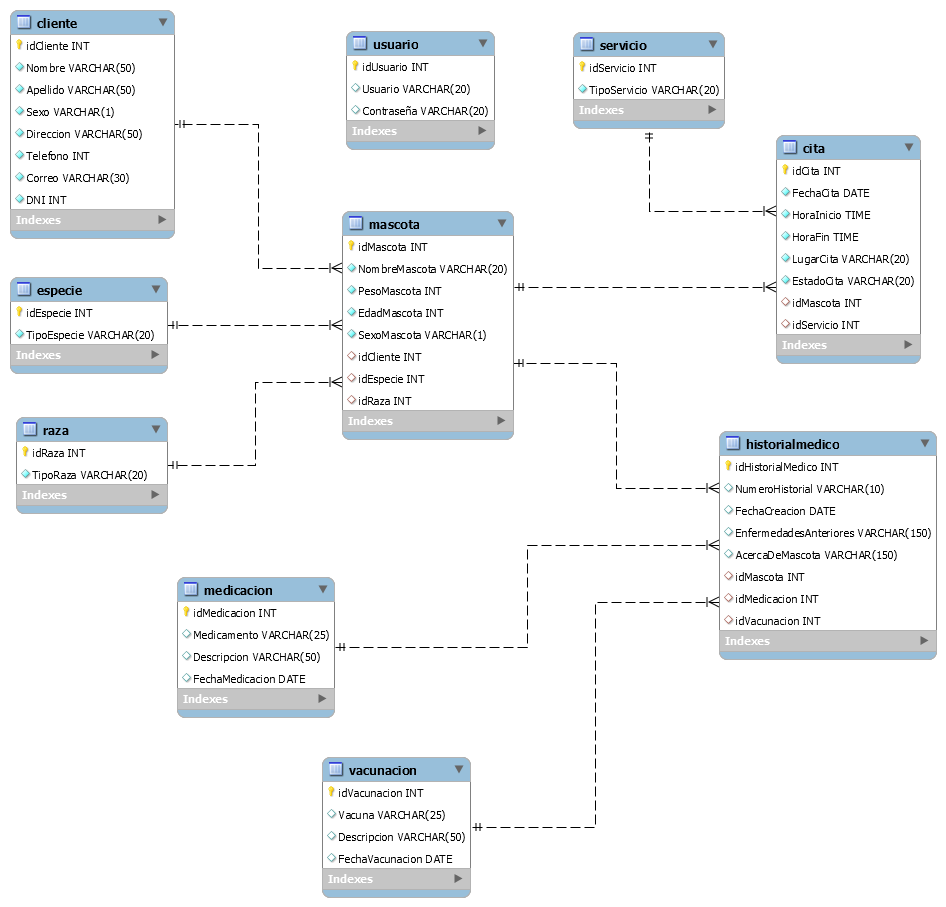 cliente
idCliente INT
Nombre VARCHAR(50)
Apellido VARCHAR(50)
Sexo VARCHAR(1)
Direccion VARCHAR(50)
Telefono INT
Correo VARCHAR(30)
DNI INT
Indexes
usuario
idUsuario INT
Usuario VARCHAR(20)
Contraseña VARCHAR(20)
Indexes
servicio
idServicio INT
TipoServicio VARCHAR(20)
Indexes
cita
idCita INT
FechaCita DATE
HoraInicio TIME
HoraFin TIME
LugarCita VARCHAR(20)
EstadoCita VARCHAR(20)
idMascota INT
idServicio INT
Indexes
mascota
idMascota INT
NombreMascota VARCHAR(20)
PesoMascota INT
EdadMascota INT
SexoMascota VARCHAR(1)
idCliente INT
idEspecie INT
idRaza INT
Indexes
especie
idEspecie INT
TipoEspecie VARCHAR(20)
Indexes
raza
idRaza INT
TipoRaza VARCHAR(20)
Indexes
historialmedico
idHistorialMedico INT
NumeroHistorial VARCHAR(10)
FechaCreacion DATE
EnfermedadesAnteriores VARCHAR(150)
AcercaDeMascota VARCHAR(150)
idMascota INT
idMedicacion INT
idVacunacion INT
Indexes
medicacion
idMedicacion INT
Medicamento VARCHAR(25)
Descripcion VARCHAR(50)
FechaMedicacion DATE
Indexes
vacunacion
idVacunacion INT
Vacuna VARCHAR(25)
Descripcion VARCHAR(50)
FechaVacunacion DATE
Indexes